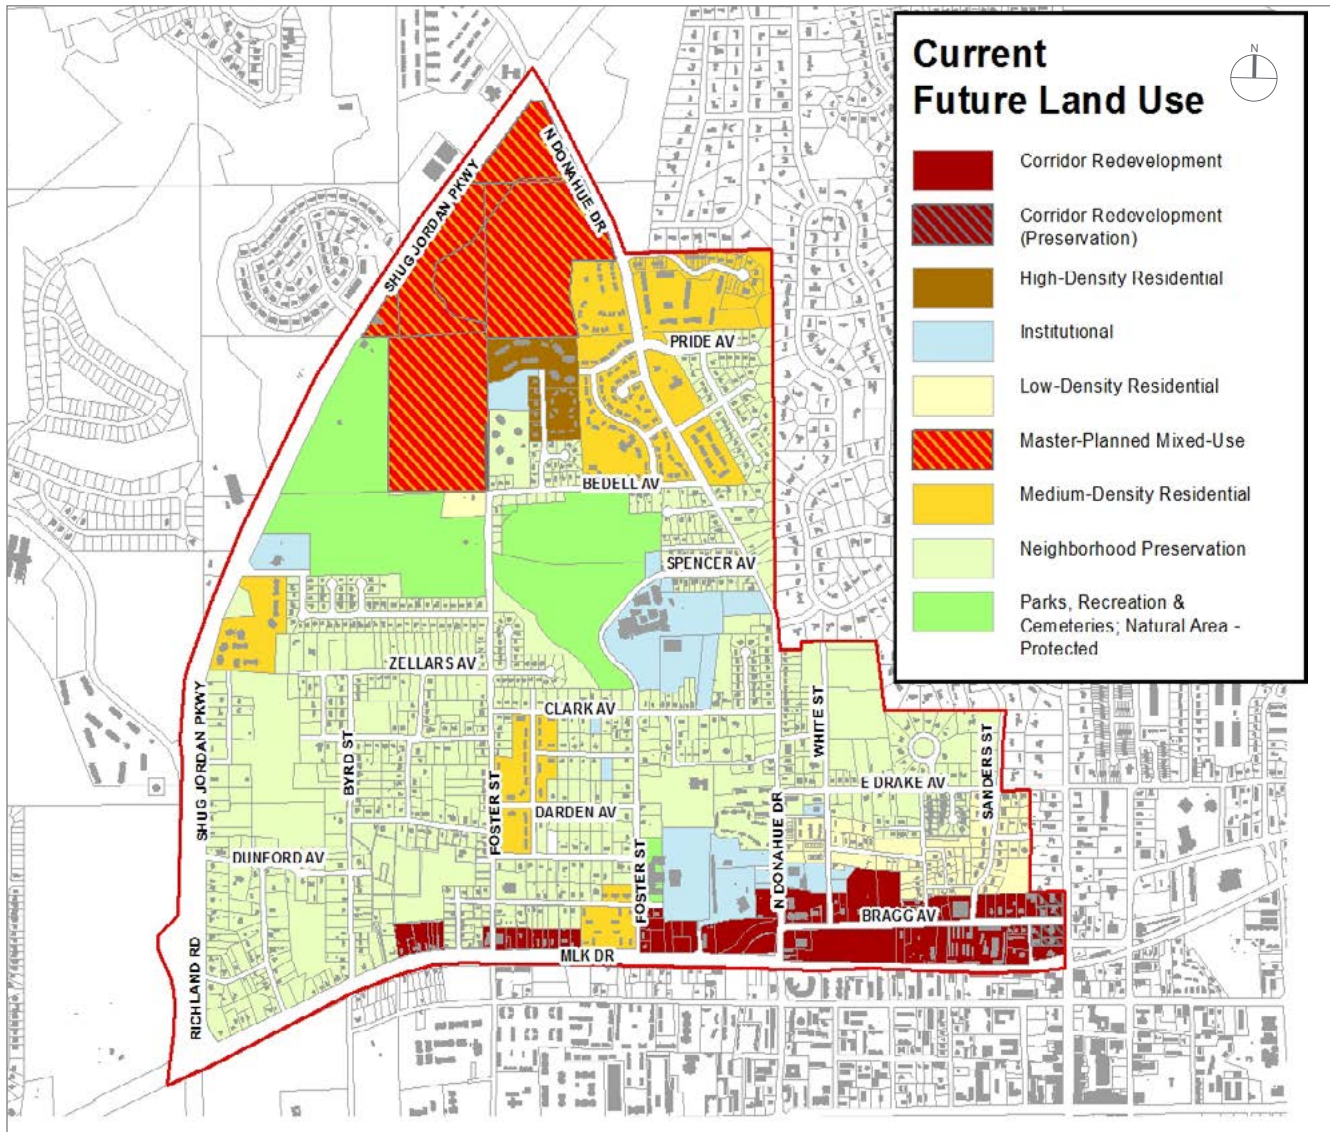 Current
Future Land Use
N
Corridor Redevelopment
Corridor Redevelopment
(Preservation)
High-Density Residential
Institutional
Low-Density Residential
Master-Planned Mixed-Use
Medium-Density Residential
Neighborhood Preservation
Parks, Recreation &
Cemeteries; Natural Area -
Protected
SHUG JORDAN PKWY
N DONAHUE DR
PRIDE AV
BEDELL AV
SPENCER AV
ZELLARS AV
CLARK AV
SHUG JORDAN PKWY
BYRD ST
FOSTER ST
WHITE ST
SANDERS ST
E DRAKE AV
DARDEN AV
N DONAHUE DR
DUNFORD AV
FOSTER ST
BRAGG AV
MLK DR
RICHLAND RD